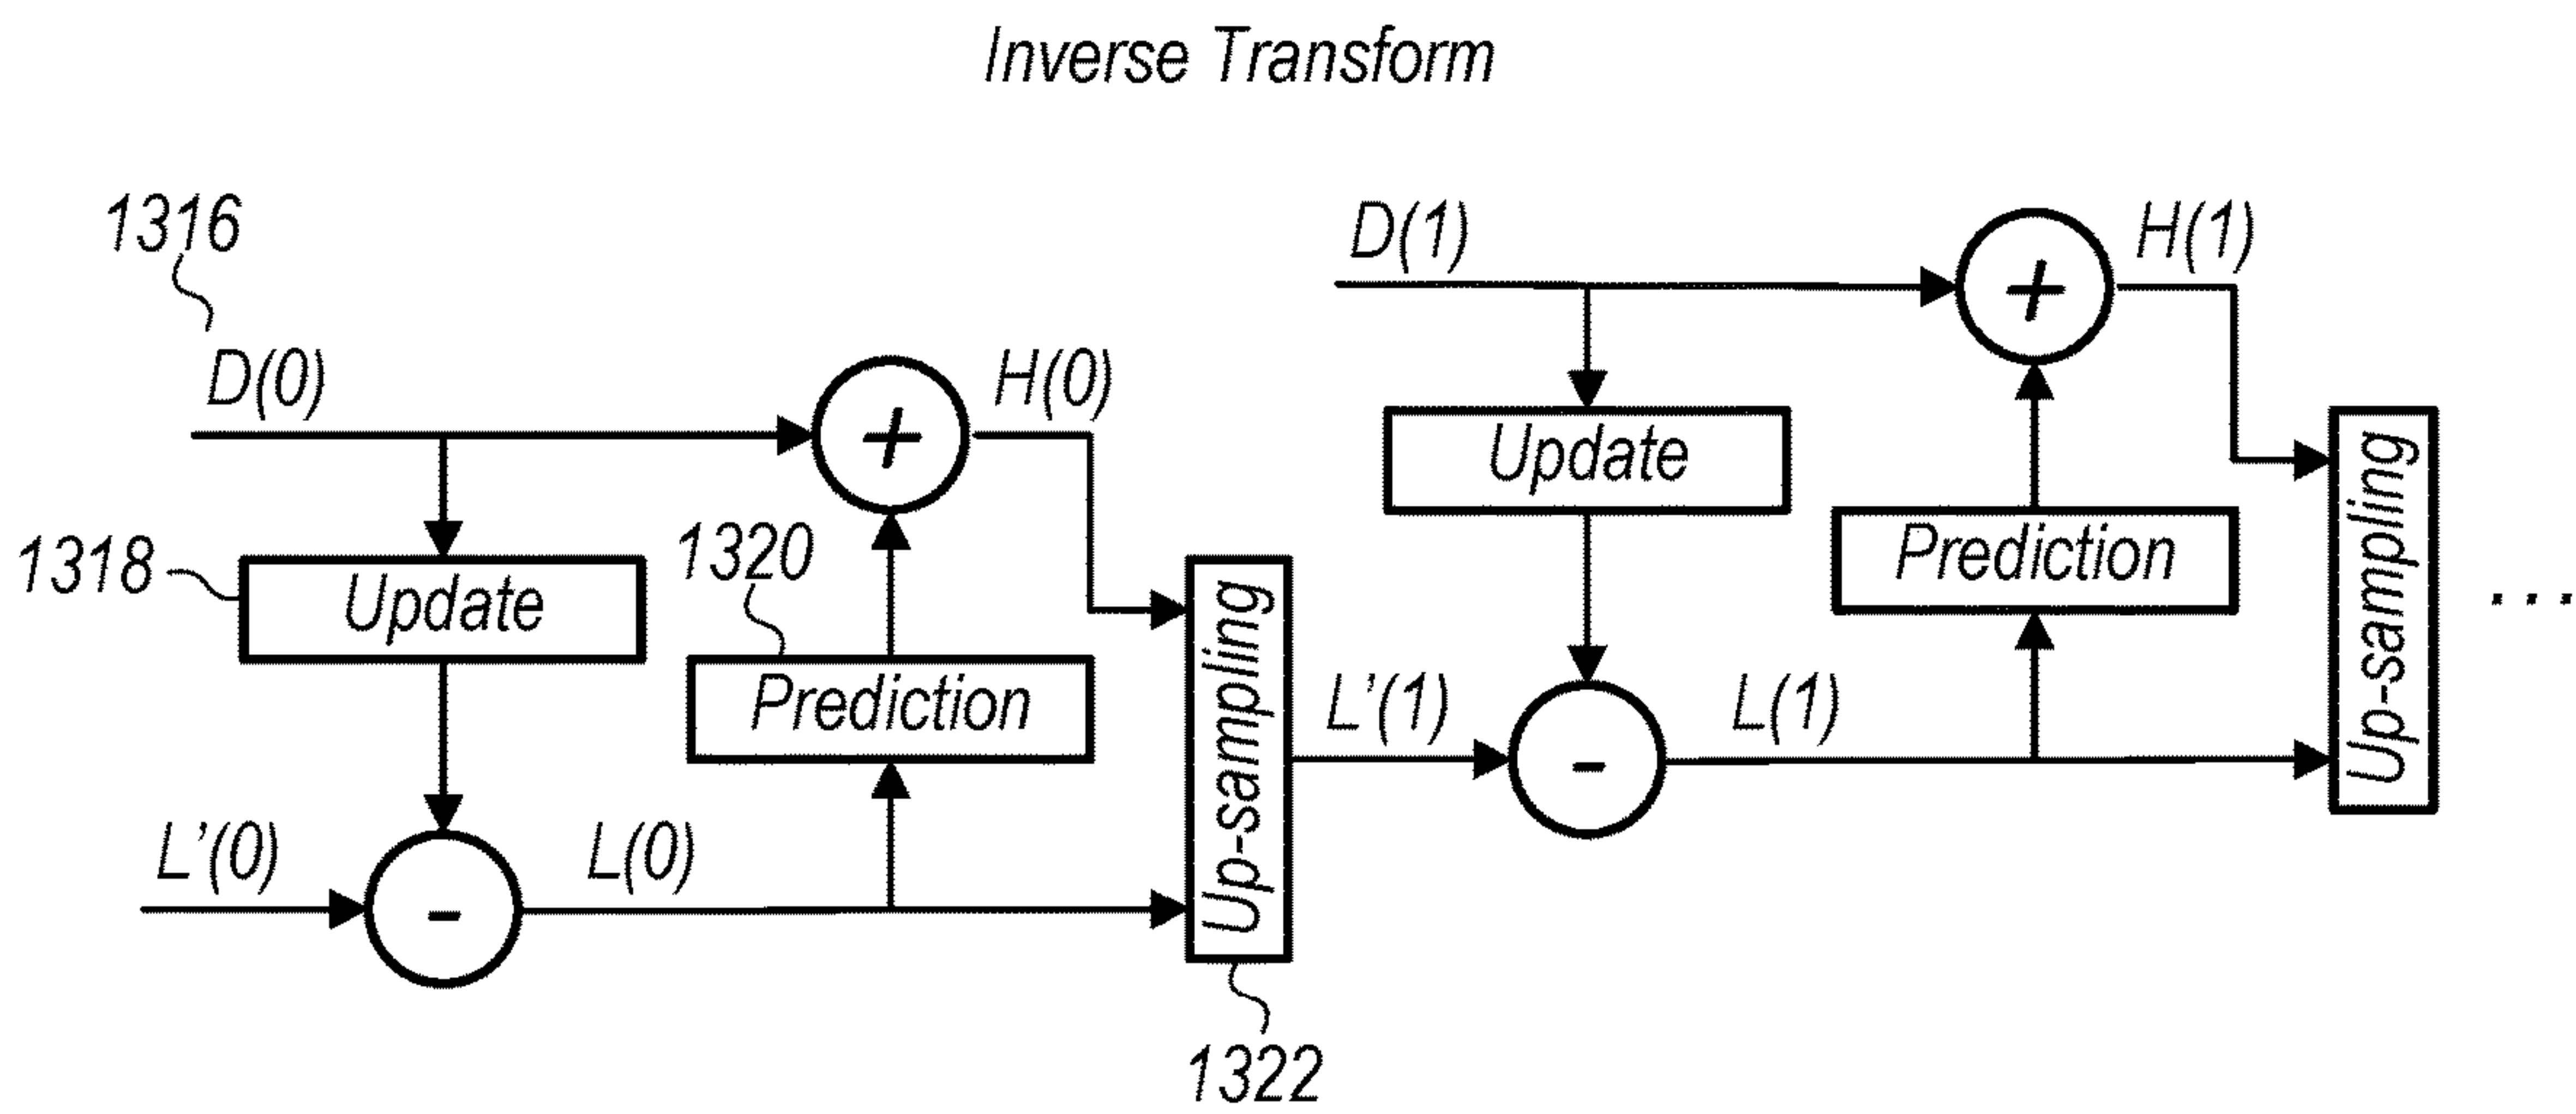 Inverse Transform
1316
D(0)
+
H(0)
1318
Update
1320
Prediction
L'(0)
-
L(0)
Up-sampling
1322
D(1)
+
H(1)
Update
Prediction
L'(1)
-
L(1)
Up-sampling
...